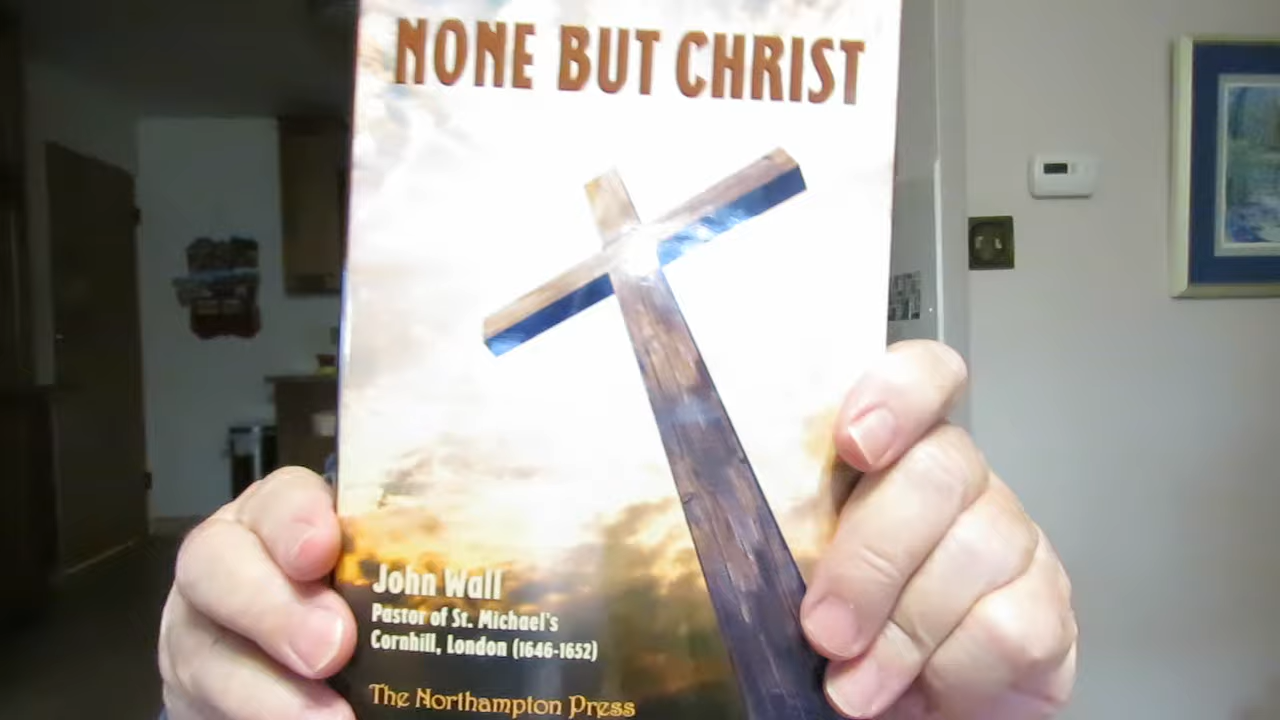 NONE BUT CHRIST
John Wall
Pastor of St. Michael's
Cornhill, London (1646-1652)
The Northampton Press